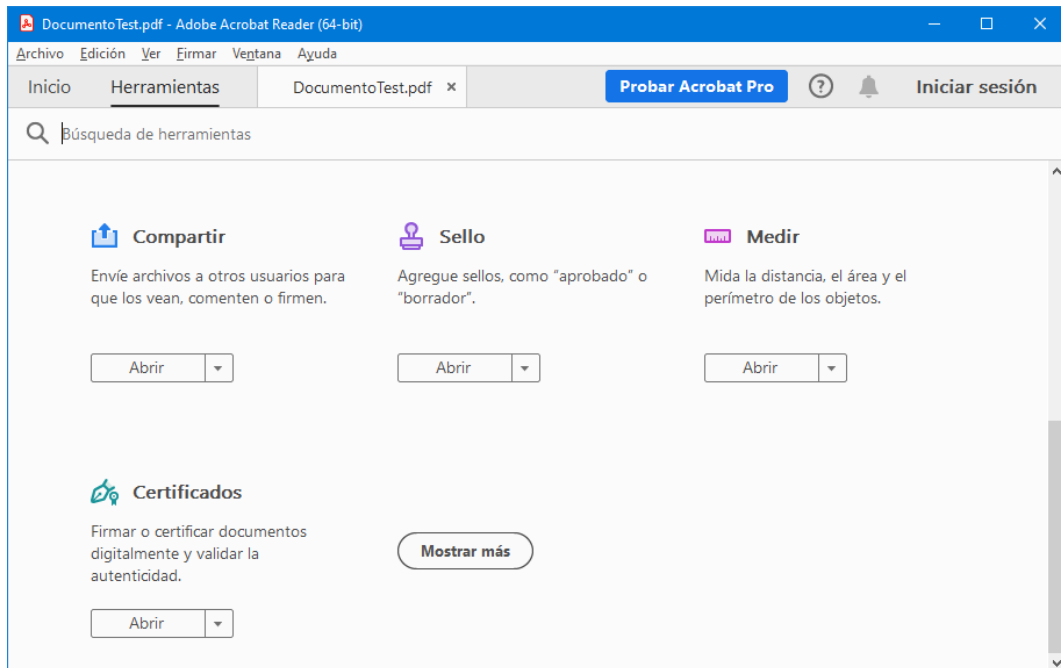 DocumentoTest.pdf - Adobe Acrobat Reader (64-bit)
Archivo Edición Ver Firmar Ventana Ayuda
Inicio Herramientas DocumentoTest.pdf × Probar Acrobat Pro ? Iniciar sesión
Búsqueda de herramientas
Compartir
Envíe archivos a otros usuarios para
que los vean, comenten o firmen.
Abrir
Sello
Agregue sellos, como “aprobado” o
“borrador”.
Abrir
Medir
Mida la distancia, el área y el
perímetro de los objetos.
Abrir
Certificados
Firmar o certificar documentos
digitalmente y validar la
autenticidad.
Abrir
Mostrar más